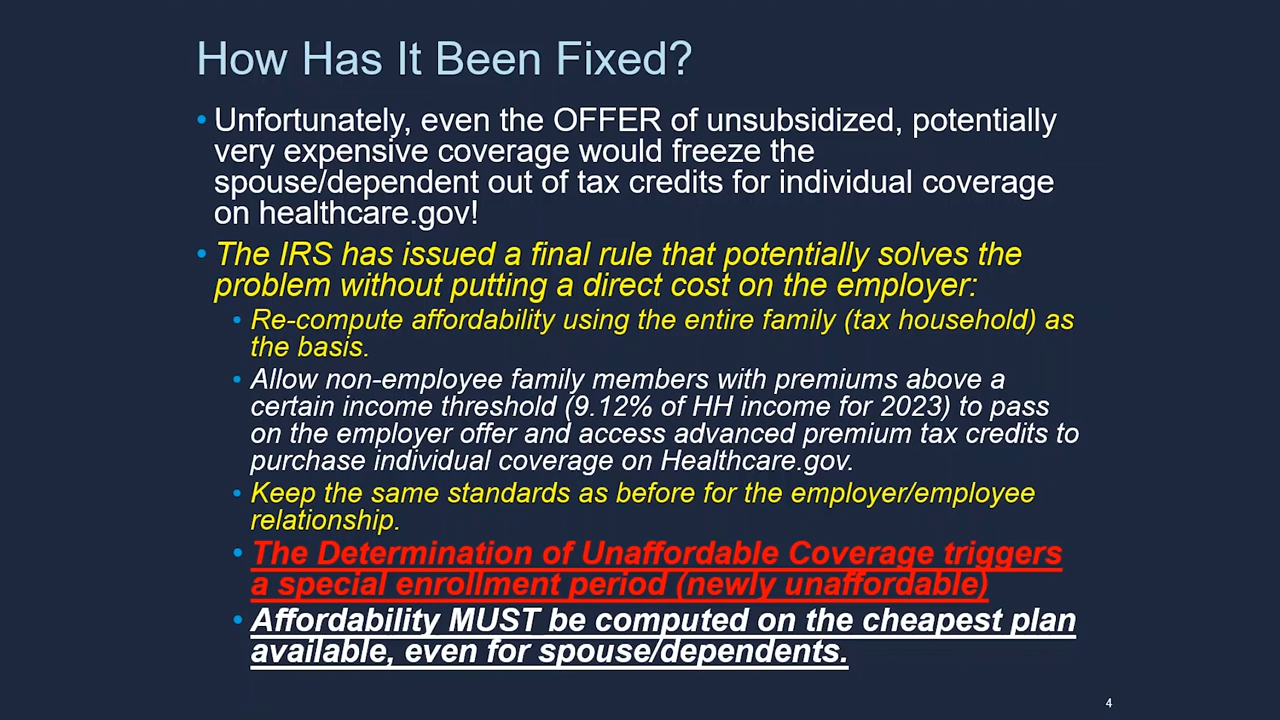 How Has It Been Fixed?
• Unfortunately, even the OFFER of unsubsidized, potentially
very expensive coverage would freeze the
spouse/dependent out of tax credits for individual coverage
on healthcare.gov!
• The IRS has issued a final rule that potentially solves the
problem without putting a direct cost on the employer:
• Re-compute affordability using the entire family (tax household) as
the basis.
• Allow non-employee family members with premiums above a
certain income threshold (9.12% of HH income for 2023) to pass
on the employer offer and access advanced premium tax credits to
purchase individual coverage on Healthcare.gov.
• Keep the same standards as before for the employer/employee
relationship.
• The Determination of Unaffordable Coverage triggers
a special enrollment period (newly unaffordable)
• Affordability MUST be computed on the cheapest plan
available, even for spouse/dependents.
4